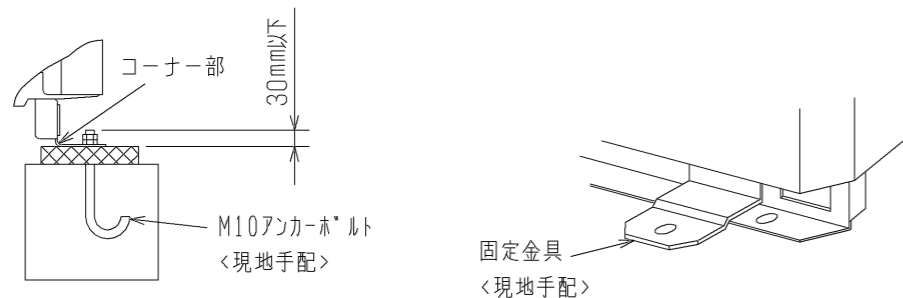 コーナー部
30mm以下
M10アンカーボルト
<現地手配>
固定金具
<現地手配>